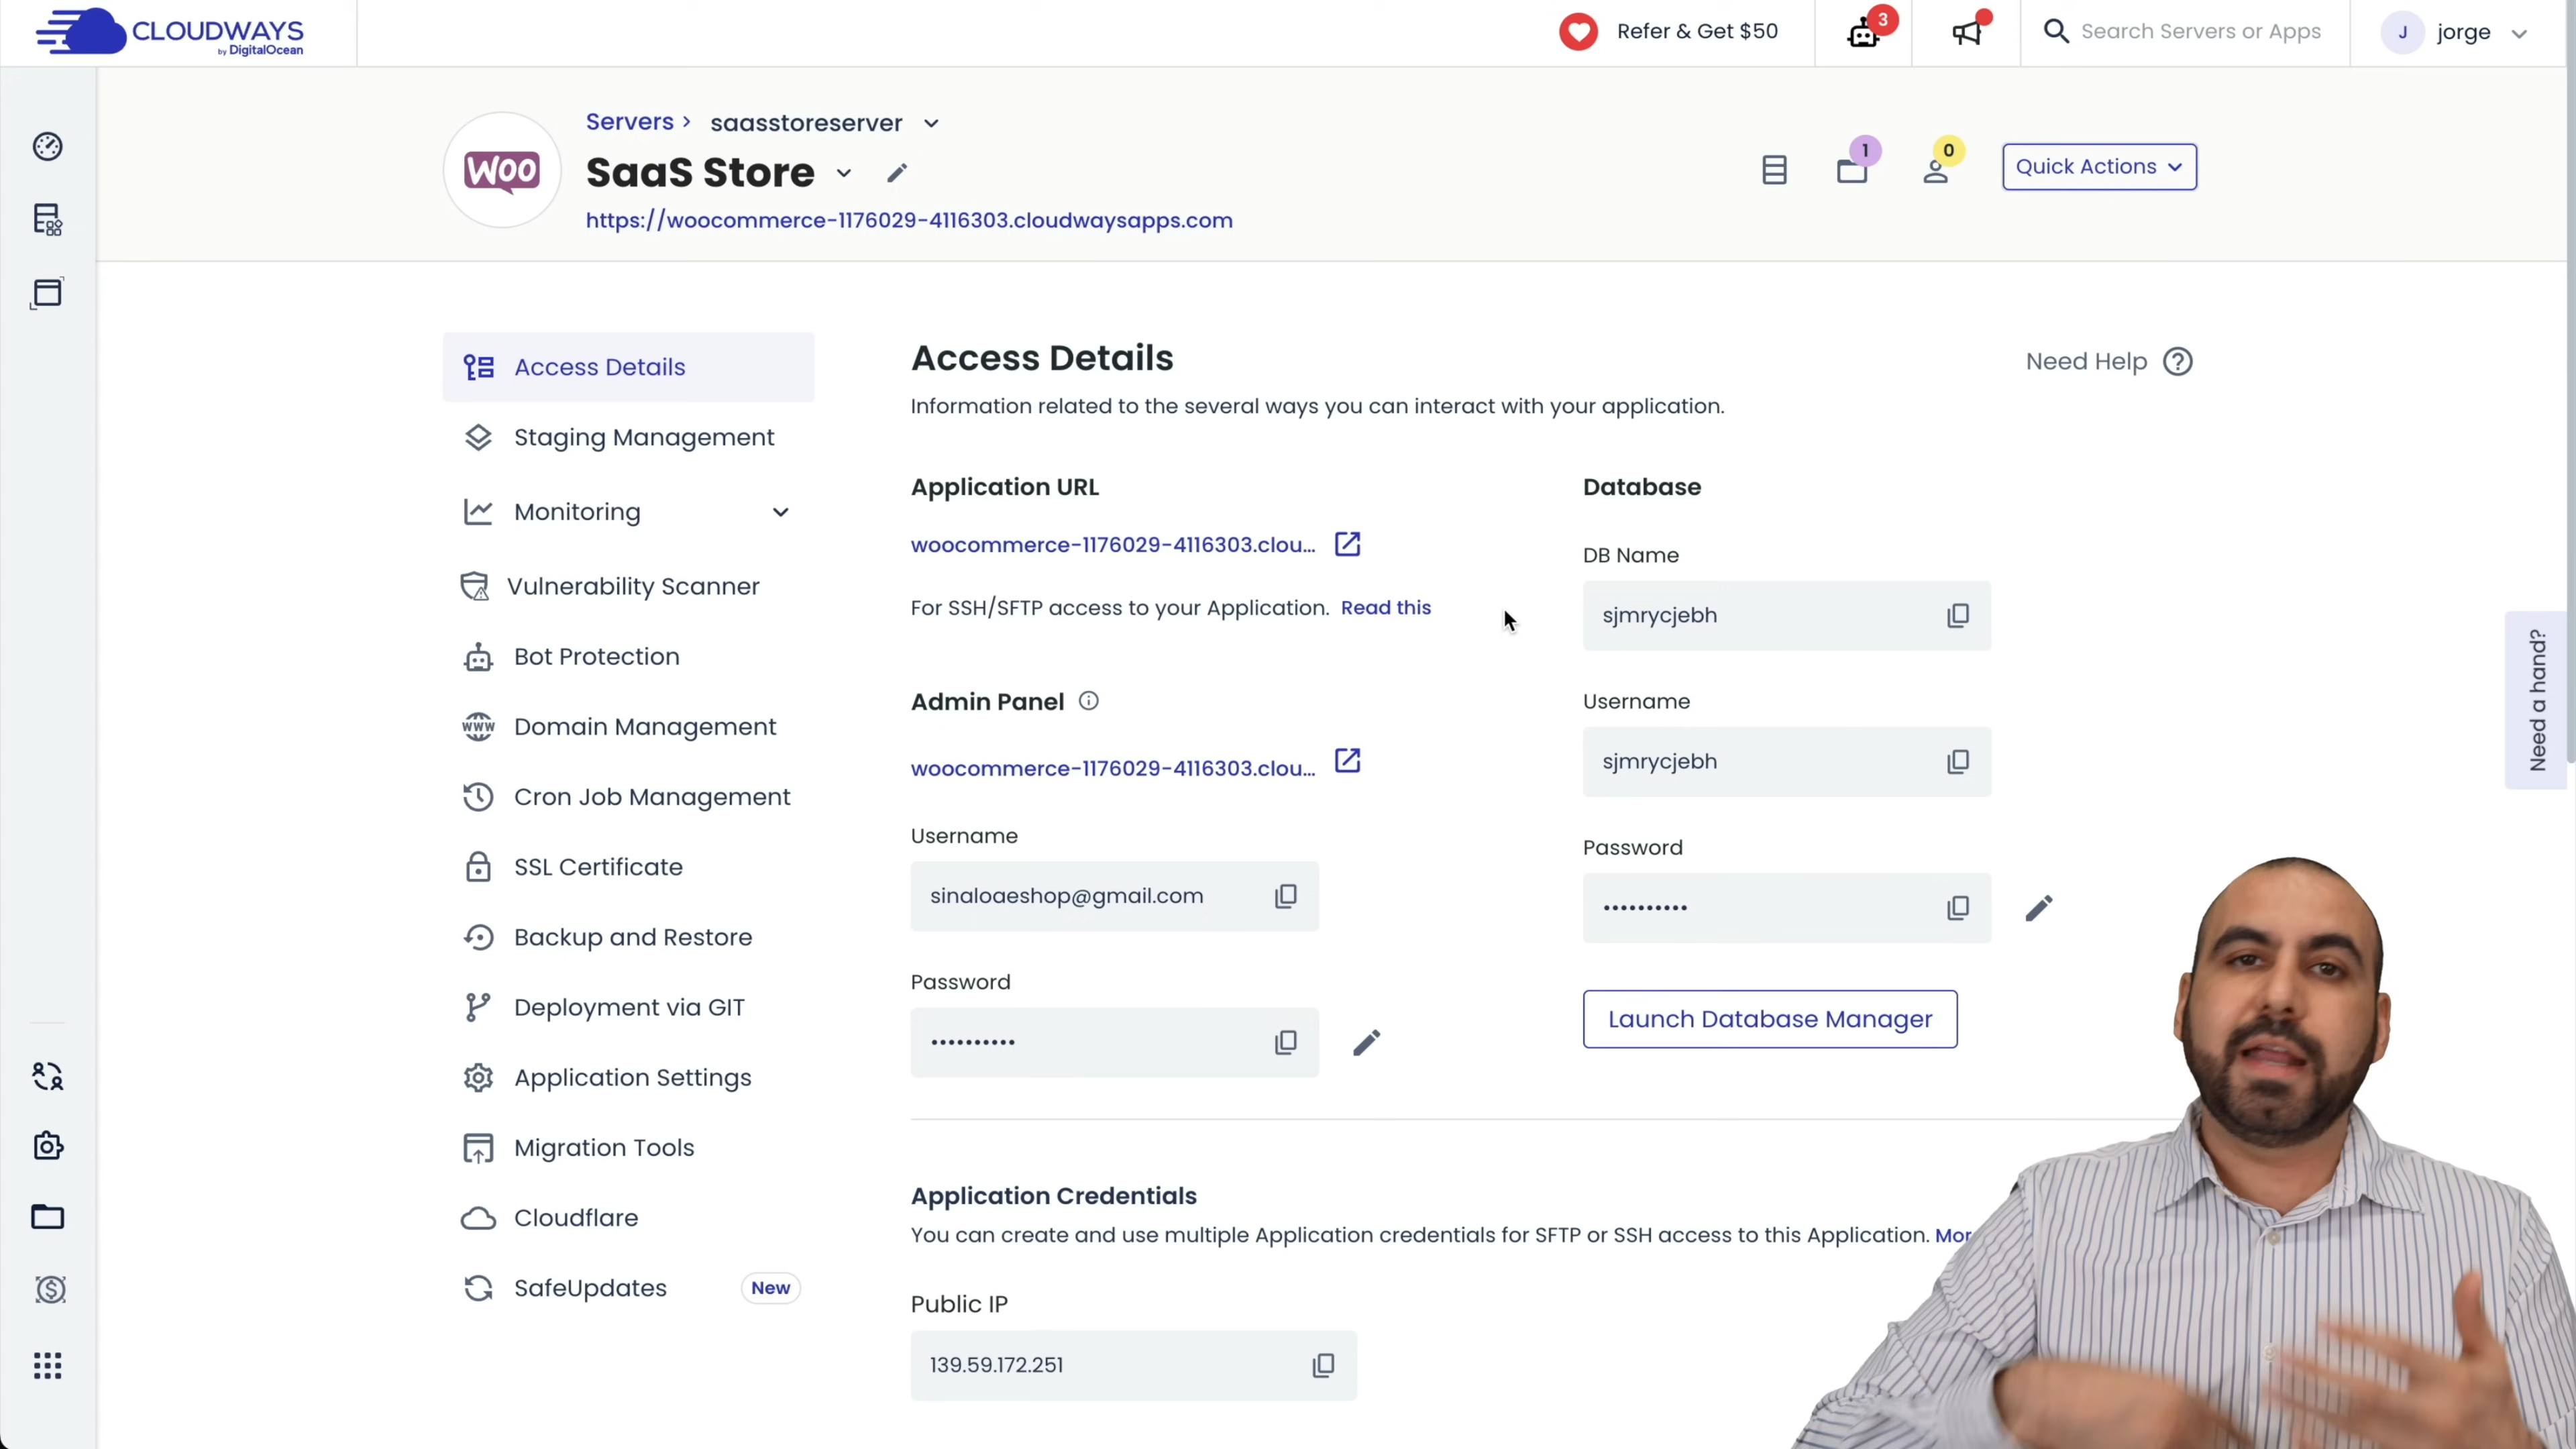 CLOUDWAYS
by DigitalOcean
Refer & Get $50
3
Search Servers or Apps
J
jorge
Servers
saasstoreserver
Woo
SaaS Store
https://woocommerce-1176029-4116303.cloudwaysapps.com
1
0
Quick Actions
Access Details
Staging Management
Monitoring
Vulnerability Scanner
Bot Protection
www
Domain Management
Cron Job Management
SSL Certificate
Backup and Restore
Deployment via GIT
Application Settings
Migration Tools
Cloudflare
SafeUpdates
New
Access Details
Need Help
Information related to the several ways you can interact with your application.
Application URL
woocommerce-1176029-4116303.clou...
For SSH/SFTP access to your Application. Read this
Admin Panel
woocommerce-1176029-4116303.clou...
Username
sinaloaeshop@gmail.com
Password
••••••••••
Database
DB Name
sjmrycjebh
Username
sjmrycjebh
Password
••••••••••
Launch Database Manager
Need a hand?
Application Credentials
You can create and use multiple Application credentials for SFTP or SSH access to this Application.
Public IP
139.59.172.251